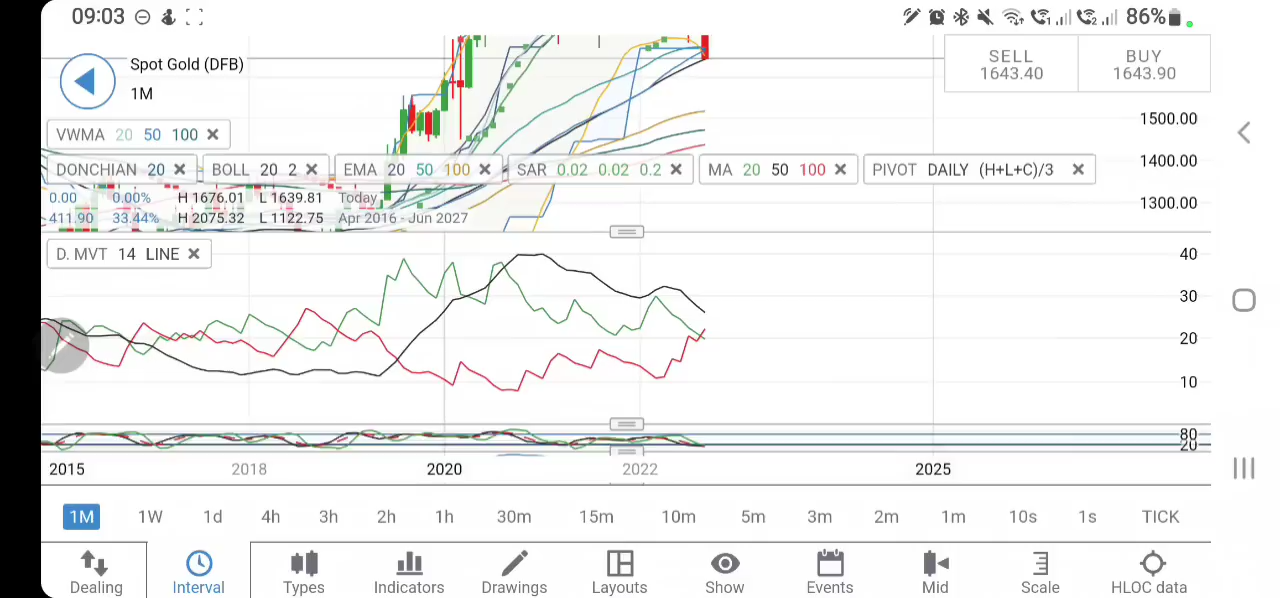 09:03
86%
Spot Gold (DFB)
1M
SELL
1643.40
BUY
1643.90
VWMA 20 50 100
DONCHIAN 20
BOLL 20 2
EMA 20 50 100
SAR 0.02 0.02 0.2
MA 20 50 100
PIVOT DAILY (H+L+C)/3
0.00 0.00% H 1676.01 L 1639.81 Today
411.90 33.44% H 2075.32 L 1122.75 Apr 2016 - Jun 2027
1500.00
1400.00
1300.00
D. MVT 14 LINE
40
30
20
10
80
20
2015 2018 2020 2022 2025
1M 1W 1d 4h 3h 2h 1h 30m 15m 10m 5m 3m 2m 1m 10s 1s TICK
Dealing Interval Types Indicators Drawings Layouts Show Events Mid Scale HLOC data